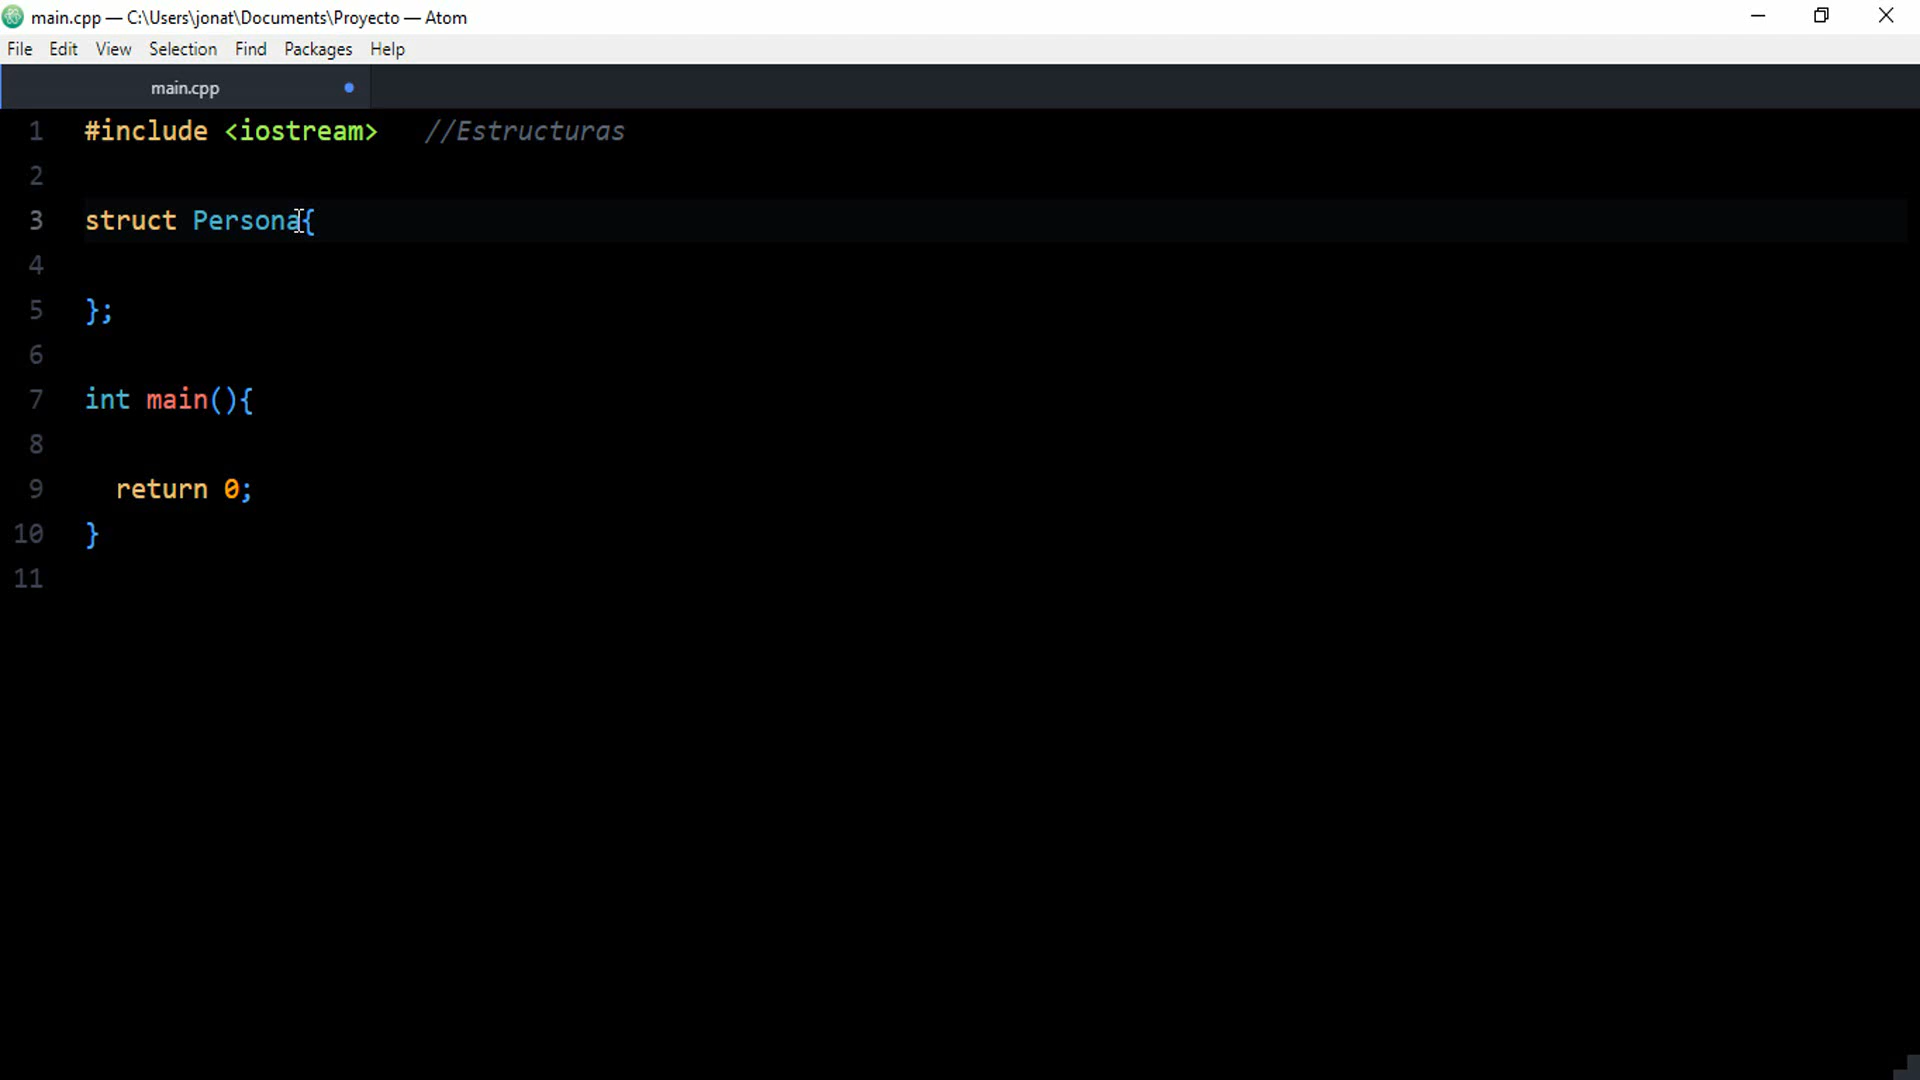 main.cpp — C:\Users\jonat\Documents\Proyecto — Atom
File Edit View Selection Find Packages Help
main.cpp
1 #include <iostream> //Estructuras
2
3 struct Persona{
4
5 };
6
7 int main(){
8
9 return 0;
10 }
11